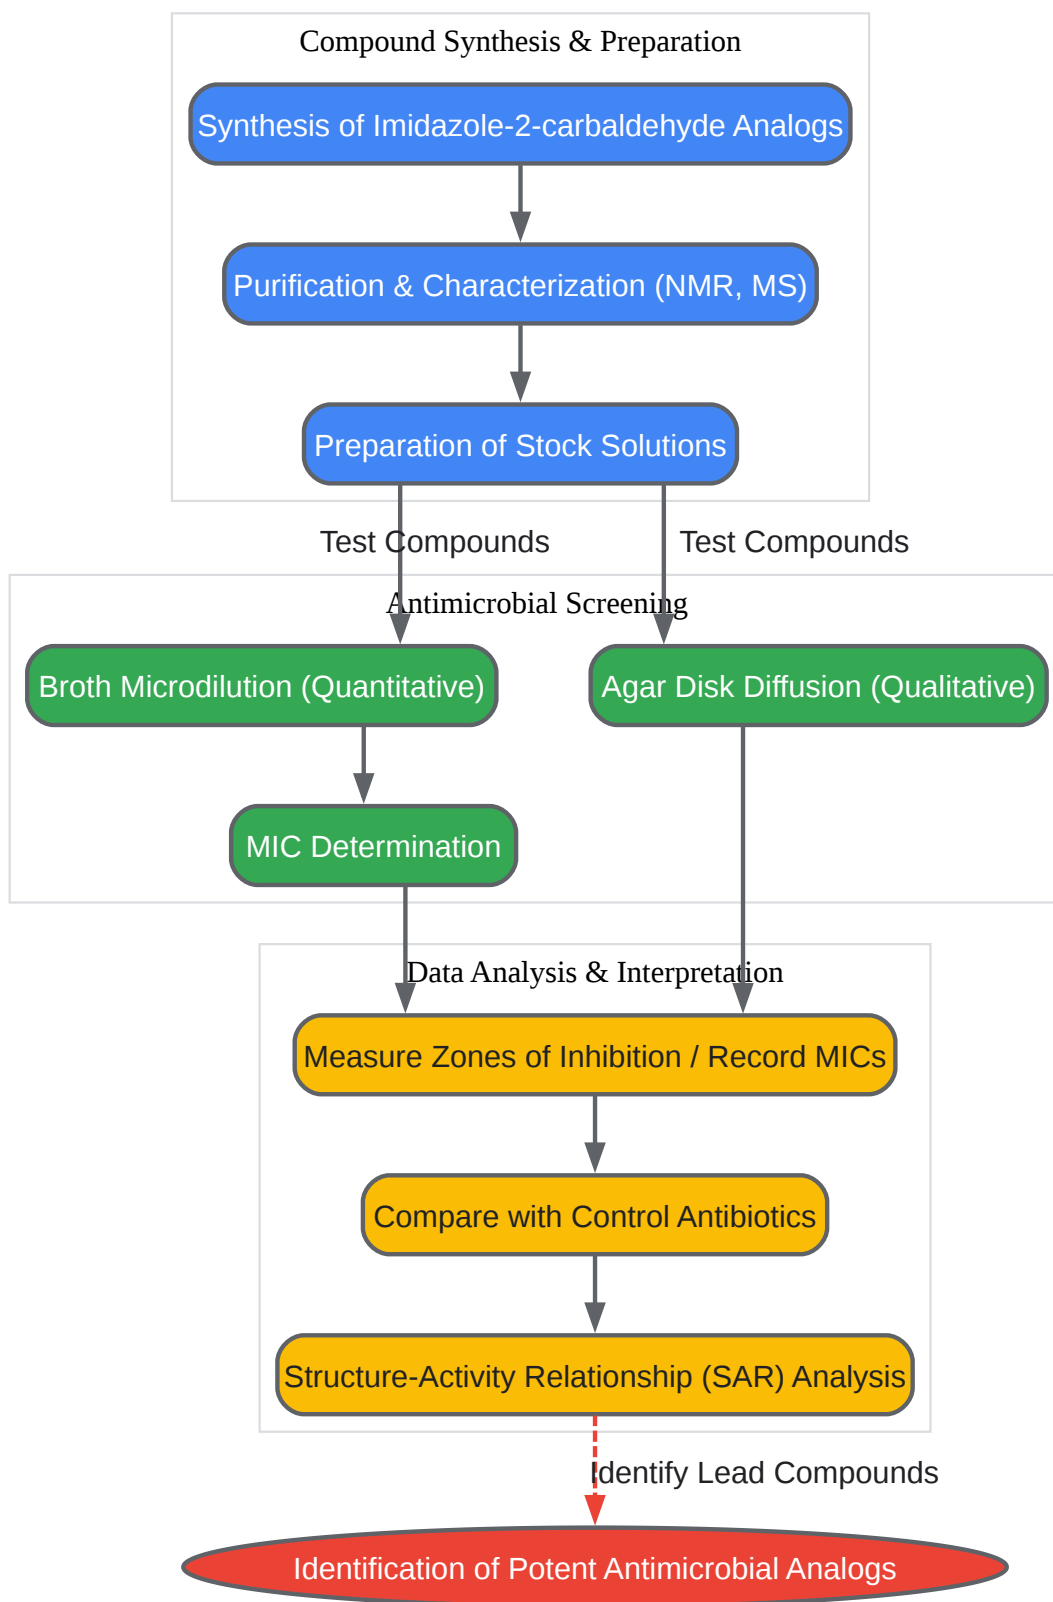 Compound Synthesis & Preparation
Synthesis of Imidazole-2-carbaldehyde Analogs
Purification & Characterization (NMR, MS)
Preparation of Stock Solutions
Test Compounds
Test Compounds
Antimicrobial Screening
Broth Microdilution (Quantitative)
Agar Disk Diffusion (Qualitative)
MIC Determination
Data Analysis & Interpretation
Measure Zones of Inhibition / Record MICs
Compare with Control Antibiotics
Structure-Activity Relationship (SAR) Analysis
Identify Lead Compounds
Identification of Potent Antimicrobial Analogs